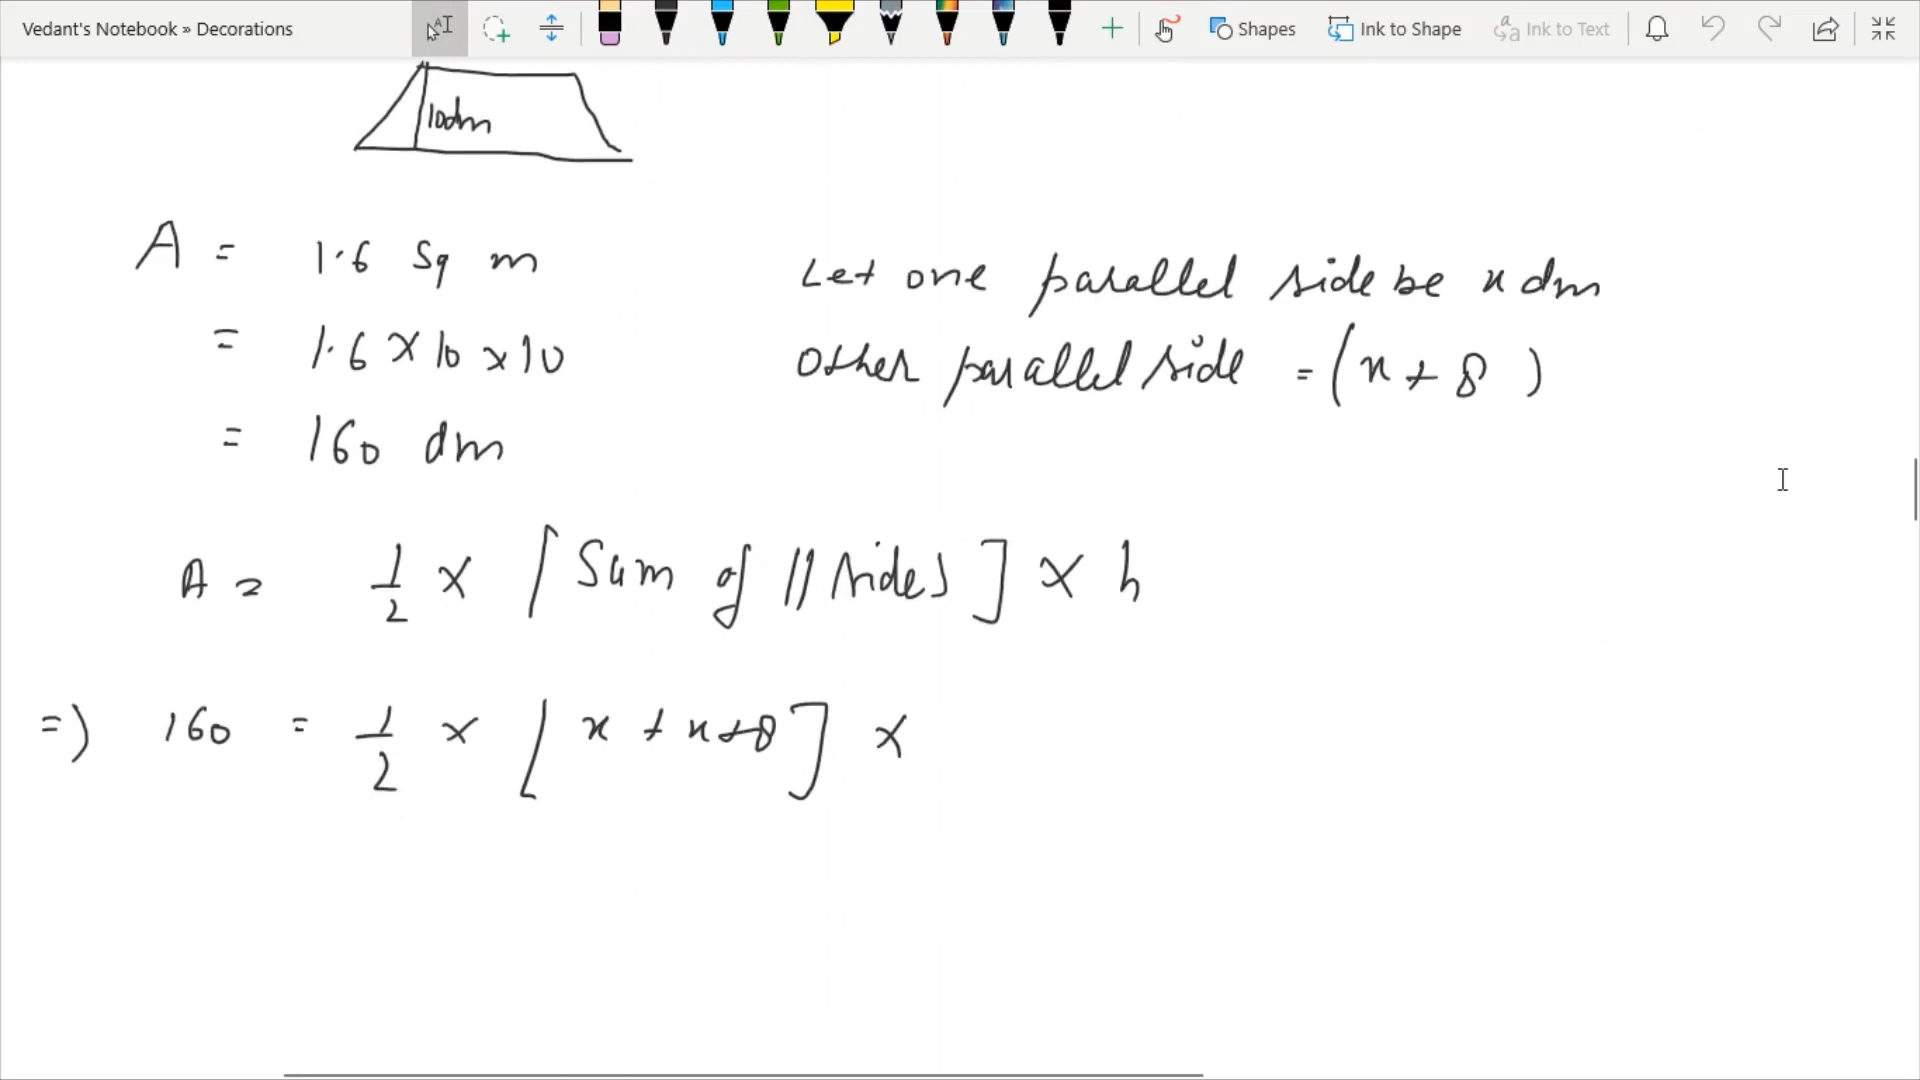 Vedant's Notebook » Decorations
Shapes
Ink to Shape
Ink to Text
10dm
A = 1.6 Sq m
= 1.6 × 10 × 10
= 160 dm
Let one parallel side be x dm
Other parallel side = (x + 8 )
A = 1/2 × [Sum of || sides] × h
=) 160 = 1/2 × [x + x+8] ×